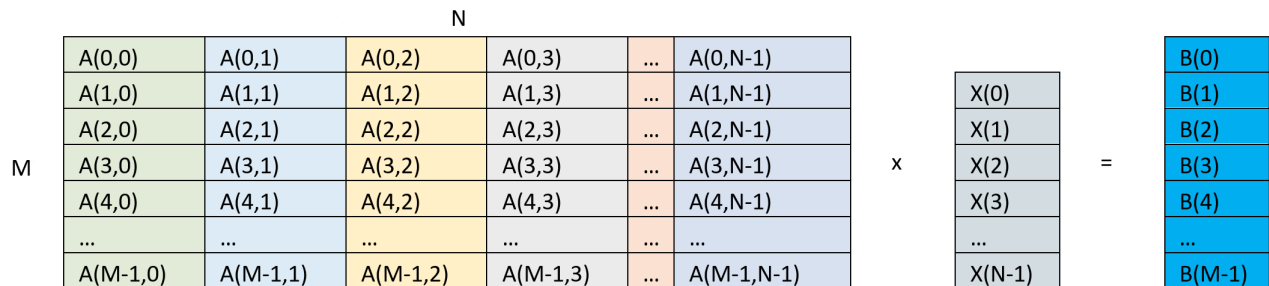 N
A(0,0) A(0,1) A(0,2) A(0,3) ... A(0,N-1) B(0)
A(1,0) A(1,1) A(1,2) A(1,3) ... A(1,N-1) X(0) B(1)
A(2,0) A(2,1) A(2,2) A(2,3) ... A(2,N-1) X(1) B(2)
M A(3,0) A(3,1) A(3,2) A(3,3) ... A(3,N-1) x X(2) = B(3)
A(4,0) A(4,1) A(4,2) A(4,3) ... A(4,N-1) X(3) B(4)
... ... ... ... ... ... ... ...
A(M-1,0) A(M-1,1) A(M-1,2) A(M-1,3) ... A(M-1,N-1) X(N-1) B(M-1)